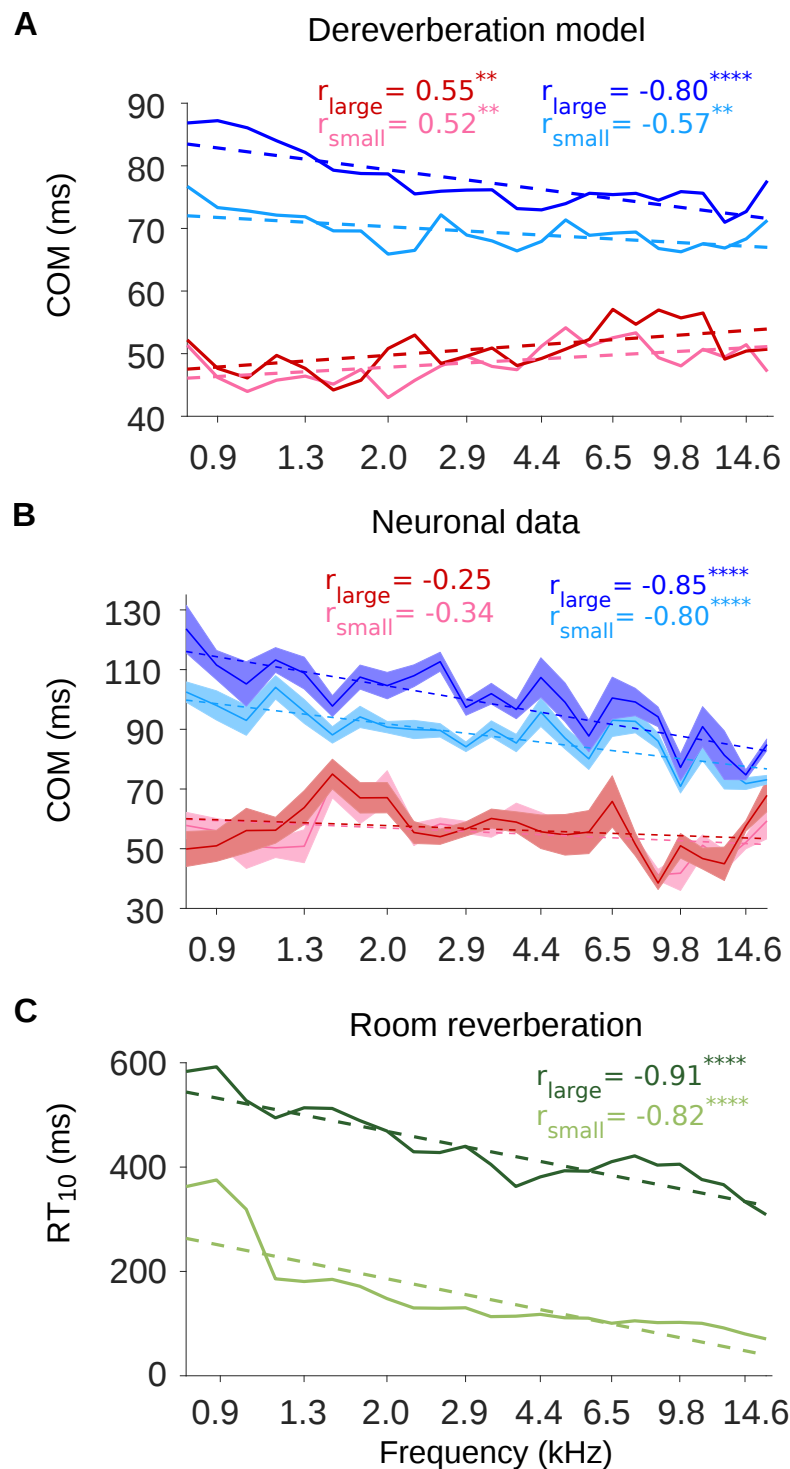 A
Dereverberation model
r_large = 0.55** r_large = -0.80****
r_small = 0.52** r_small = -0.57**
90
80
70
60
50
40
COM (ms)
0.9 1.3 2.0 2.9 4.4 6.5 9.8 14.6
B
Neuronal data
r_large = -0.25 r_large = -0.85****
r_small = -0.34 r_small = -0.80****
130
110
90
70
50
30
COM (ms)
0.9 1.3 2.0 2.9 4.4 6.5 9.8 14.6
C
Room reverberation
r_large = -0.91****
r_small = -0.82****
600
400
200
0
RT₁₀ (ms)
0.9 1.3 2.0 2.9 4.4 6.5 9.8 14.6
Frequency (kHz)